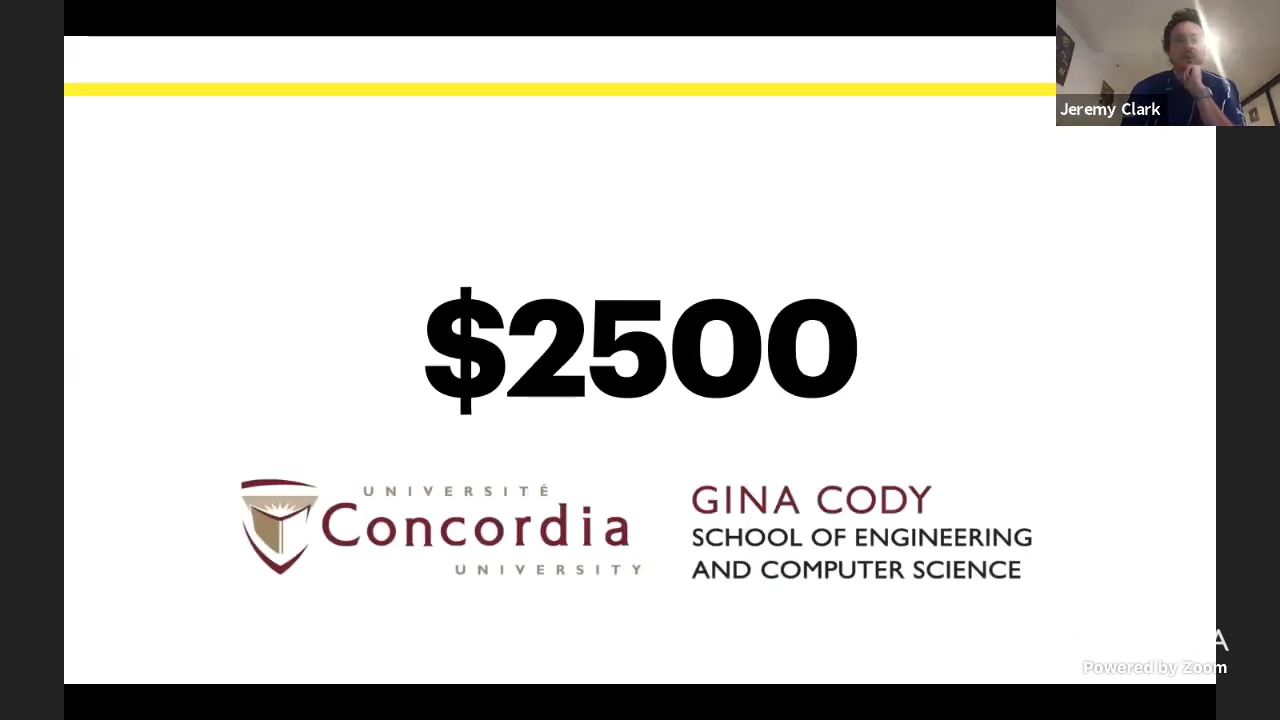 Jeremy Clark
$2500
UNIVERSITÉ
Concordia
UNIVERSITY
GINA CODY
SCHOOL OF ENGINEERING
AND COMPUTER SCIENCE
A
Powered by Zoom